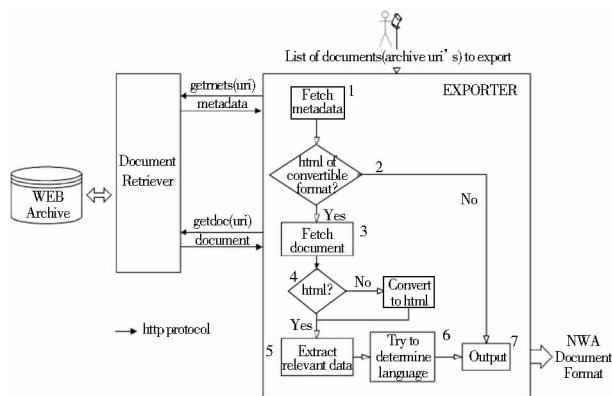 List of documents(archive uri's) to export
EXPORTER
getrnets(uri)
metadata
Document
Retriever
WEB
Archive
getdoc(uri)
document
http protocol
1
Fetch
metadata
2
html of
convertible
format?
No
Yes
3
Fetch
document
4
html?
No
Convert
to html
Yes
5
Extract
relevant data
6
Try to
determine
language
7
Output
NWA
Document
Format